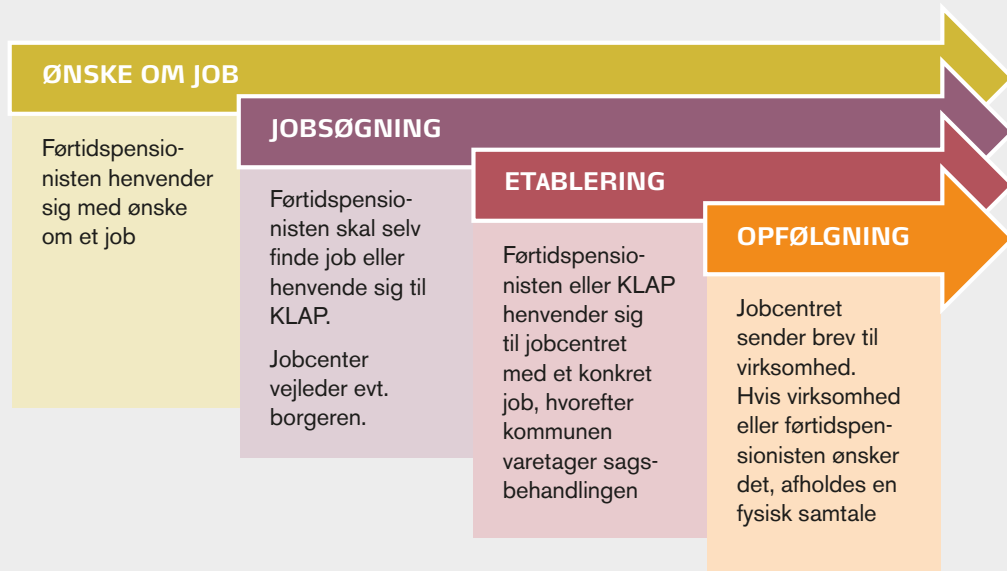 ØNSKE OM JOB
Førtidspensio-
nisten henvender
sig med ønske
om et job
JOBSØGNING
Førtidspensio-
nisten skal selv
finde job eller
henvende sig til
KLAP.
Jobcenter
vejleder evt.
borgeren.
ETABLERING
Førtidspensio-
nisten eller KLAP
henvender sig
til jobcentret
med et konkret
job, hvorefter
kommunen
varetager sags-
behandlingen
OPFØLGNING
Jobcentret
sender brev til
virksomhed.
Hvis virksomhed
eller førtidspen-
sionisten ønsker
det, afholdes en
fysisk samtale